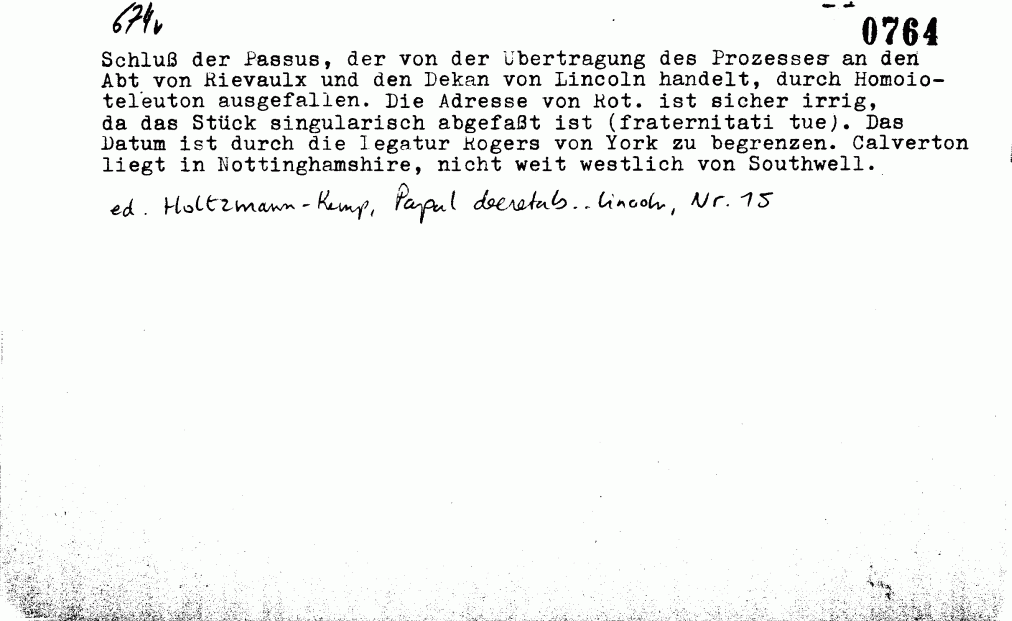 674v
0764
Schluß der Passus, der von der Übertragung des Prozesses an den
Abt von Rievaulx und den Dekan von Lincoln handelt, durch Homoio-
teleuton ausgefallen. Die Adresse von Rot. ist sicher irrig,
da das Stück singularisch abgefaßt ist (fraternitati tue). Das
Datum ist durch die Legatur Rogers von York zu begrenzen. Calverton
liegt in Nottinghamshire, nicht weit westlich von Southwell.
ed. Holtzmann-Kemp, Papal decretals.. Lincoln, Nr. 15